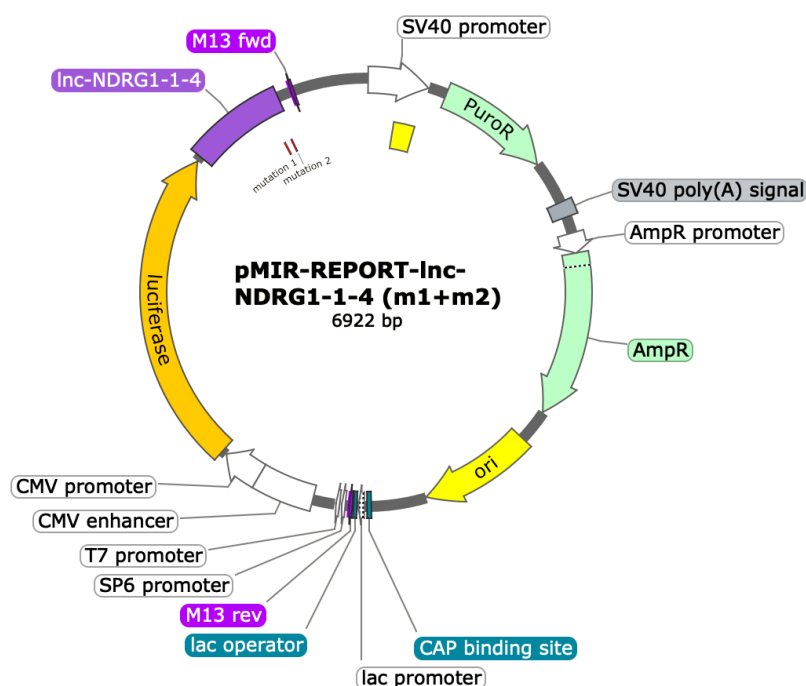 SV40 promoter
M13 fwd
lnc-NDRG1-1-4
PuroR
mutation 1
mutation 2
SV40 poly(A) signal
AmpR promoter
pMIR-REPORT-lnc-
NDRG1-1-4 (m1+m2)
6922 bp
luciferase
AmpR
ori
CMV promoter
CMV enhancer
T7 promoter
SP6 promoter
M13 rev
lac operator
CAP binding site
lac promoter